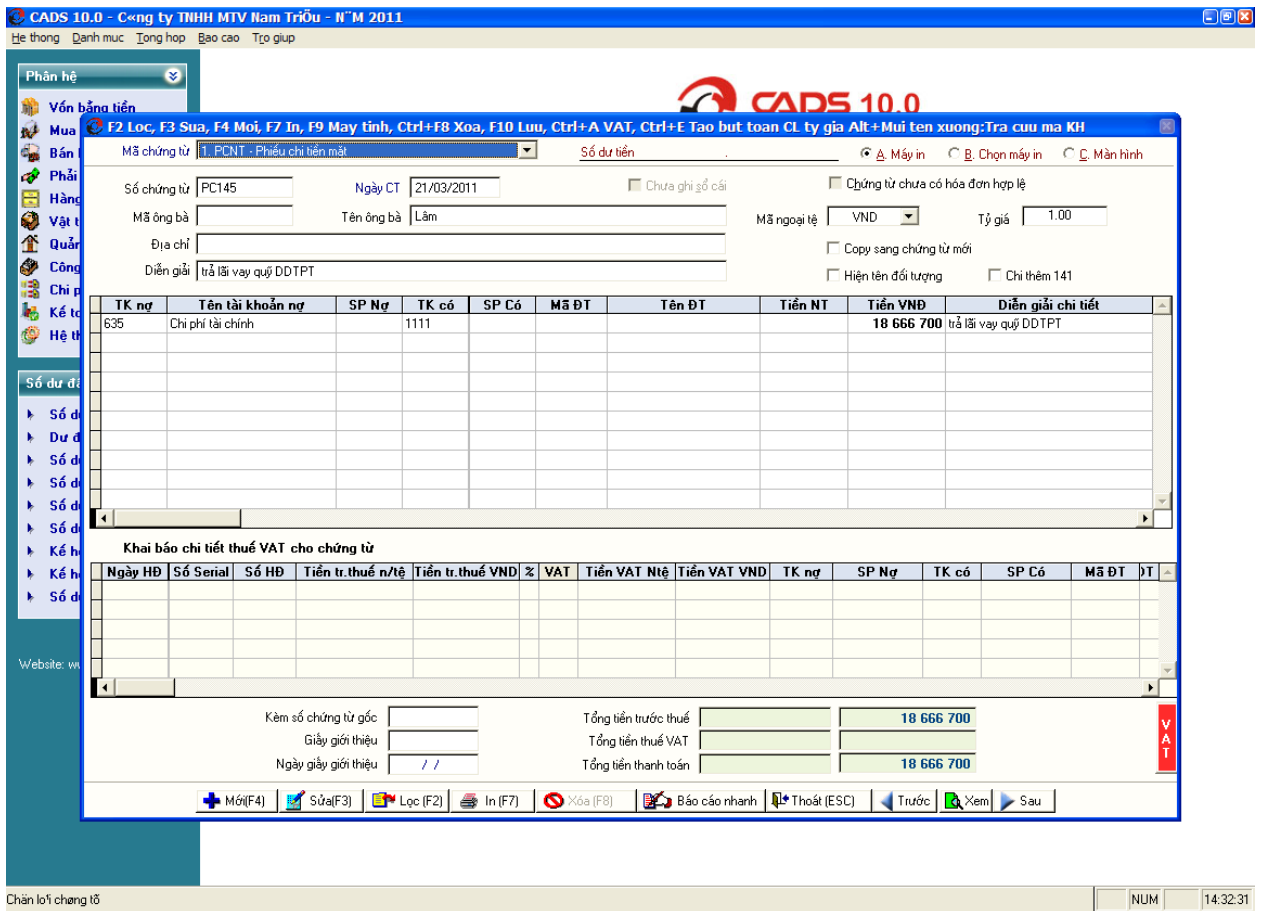 CADS 10.0 - C«ng ty TNHH MTV Nam TriÖu - N¨M 2011
He thong Danh muc Tong hop Bao cao Tro giup
Phân hệ
CADS 10.0
Vốn bằng tiền
Mua
Bán
Phải
Hàng
Vật t
Quản
Công
Chi p
Kế to
Hệ th
Số dư đầ
Số d
Dư đ
Số d
Số d
Số d
Số d
Kế h
Kế h
Số d
Website: w
F2 Loc, F3 Sua, F4 Moi, F7 In, F9 May tinh, Ctrl+F8 Xoa, F10 Luu, Ctrl+A VAT, Ctrl+E Tao but toan CL ty gia Alt+Mui ten xuong:Tra cuu ma KH
Mã chứng từ 1. PCNT - Phiếu chi tiền mặt Số dư tiền . A. Máy in B. Chọn máy in C. Màn hình
Số chứng từ PC145 Ngày CT 21/03/2011 Chưa ghi sổ cái Chứng từ chưa có hóa đơn hợp lệ
Mã ông bà Tên ông bà Lâm Mã ngoại tệ VND Tỷ giá 1.00
Địa chỉ Copy sang chứng từ mới
Diễn giải trả lãi vay quỹ DDTPT Hiện tên đối tượng Chi thêm 141
TK nợ Tên tài khoản nợ SP Nợ TK có SP Có Mã ĐT Tên ĐT Tiền NT Tiền VNĐ Diễn giải chi tiết
635 Chi phí tài chính 1111 18 666 700 trả lãi vay quỹ DDTPT
Khai báo chi tiết thuế VAT cho chứng từ
Ngày HĐ Số Serial Số HĐ Tiền tr.thuế n/tệ Tiền tr.thuế VND % VAT Tiền VAT Ntệ Tiền VAT VND TK nợ SP Nợ TK có SP Có Mã ĐT
Kèm số chứng từ gốc Tổng tiền trước thuế 18 666 700
Giấy giới thiệu Tổng tiền thuế VAT
Ngày giấy giới thiệu / / Tổng tiền thanh toán 18 666 700
VAT
Mới(F4) Sửa(F3) Lọc (F2) In (F7) Xóa (F8) Báo cáo nhanh Thoát (ESC) Trước Xem Sau
Chän lo¹i chøng tõ NUM 14:32:31